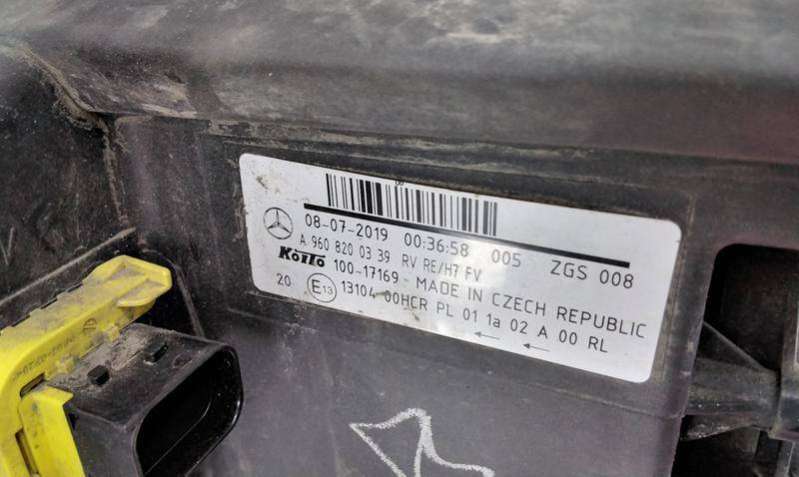 08-07-2019 00:36:58 005 ZGS 008
A 960 820 03 39 RV RE/H7 FV
Koito 100-17169 - MADE IN CZECH REPUBLIC
20 E13 13104 00HCR PL 01 1a 02 A 00 RL